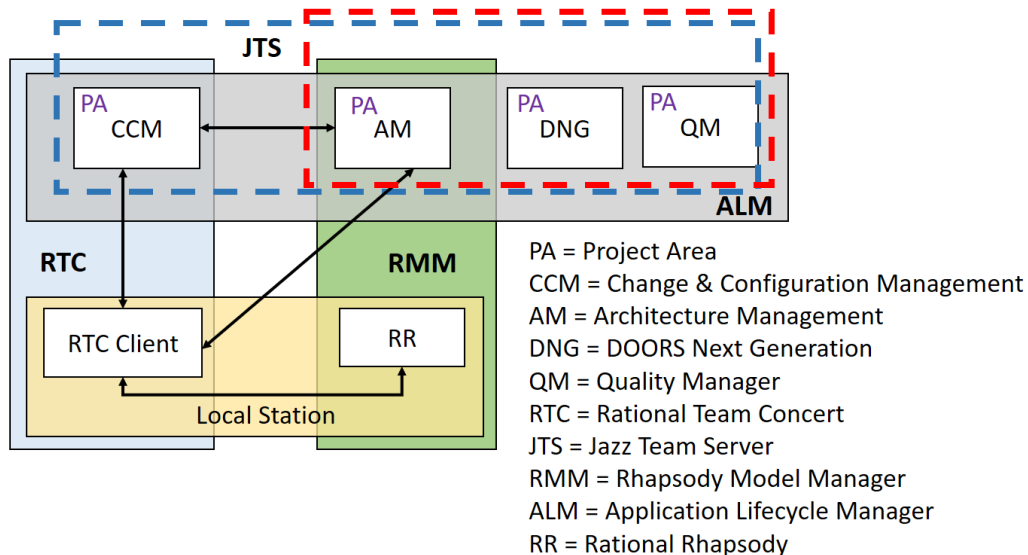 JTS
PA
CCM
PA
AM
PA
DNG
PA
QM
ALM
RTC
RMM
RTC Client
RR
Local Station
PA = Project Area
CCM = Change & Configuration Management
AM = Architecture Management
DNG = DOORS Next Generation
QM = Quality Manager
RTC = Rational Team Concert
JTS = Jazz Team Server
RMM = Rhapsody Model Manager
ALM = Application Lifecycle Manager
RR = Rational Rhapsody